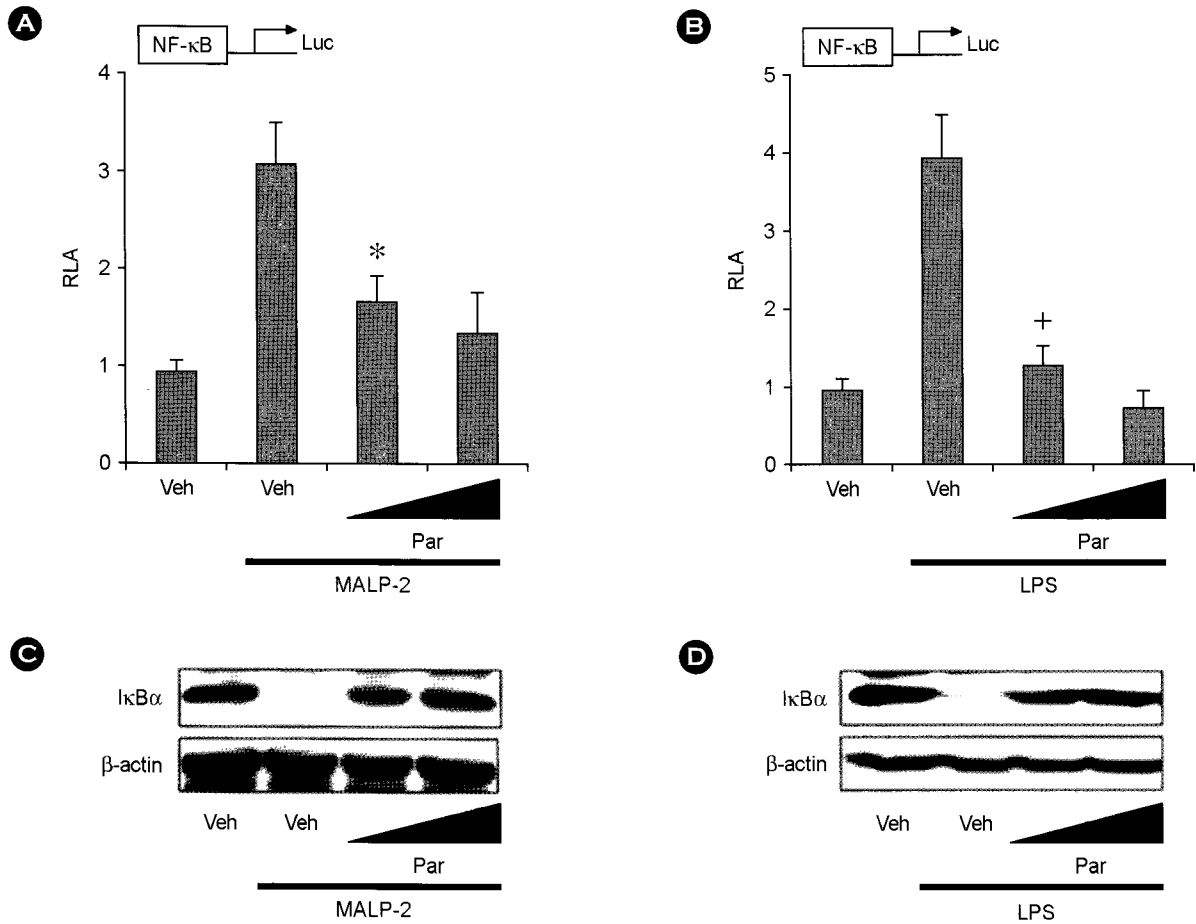 A
NF-κB
Luc
4
3
2
1
0
RLA
*
Veh
Veh
Par
MALP-2
B
NF-κB
Luc
5
4
3
2
1
0
RLA
+
Veh
Veh
Par
LPS
C
IκBα
β-actin
Veh
Veh
Par
MALP-2
D
IκBα
β-actin
Veh
Veh
Par
LPS